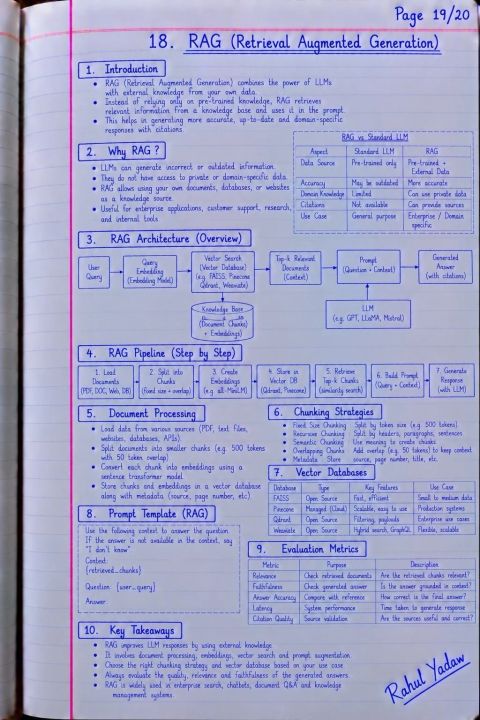 Page 19/20
18. RAG (Retrieval Augmented Generation)
1. Introduction
• RAG (Retrieval Augmented Generation) combines the power of LLMs
with external knowledge from your own data.
• Instead of relying only on pre-trained knowledge, RAG retrieves
relevant information from a knowledge base and uses it in the prompt.
• This helps in generating more accurate, up-to-date and domain-specific
responses with citations
2. Why RAG ?
• LLMs can generate incorrect or outdated information.
• They do not have access to private or domain-specific data.
• RAG allows using your own documents, databases, or websites
as a knowledge source.
• Useful for enterprise applications, customer support, research,
and internal tools
RAG vs Standard LLM
Aspect Standard LLM RAG
Data Source Pre-trained only Pre-trained +
External Data
Accuracy May be outdated More accurate
Domain Knowledge Limited Can use private data
Citations Not available Can provide sources
Use Case General purpose Enterprise / Domain
specific
3. RAG Architecture (Overview)
User
Query
Query
Embedding
(Embedding Model)
Vector Search
(Vector Database)
(e.g. FAISS, Pinecone
Qdrant, Weaviate)
Top-k Relevant
Documents
(Context)
Prompt
(Question + Context)
Generated
Answer
(with citations)
Knowledge Base
(Document Chunks)
+ Embeddings)
LLM
(e.g. GPT, LLaMA, Mistral)
4. RAG Pipeline (Step by Step)
1. Load
Documents
(PDF, DOC, Web, DB)
2. Split into
Chunks
(fixed size + overlap)
3. Create
Embeddings
(e.g. all-MiniLM)
4. Store in
Vector DB
(Qdrant, Pinecone)
5. Retrieve
Top-k Chunks
(similarity search)
6. Build Prompt
(Query + Context)
7. Generate
Response
(with LLM)
5. Document Processing
• Load data from various sources (PDF, text files,
websites, databases, APIs).
• Split documents into smaller chunks (e.g. 500 tokens
with 50 token overlap)
• Convert each chunk into embeddings using a
sentence transformer model
• Store chunks and embeddings in a vector database
along with metadata (source, page number, etc).
6. Chunking Strategies
• Fixed Size Chunking Split by token size (e.g. 500 tokens).
• Recursive Chunking Split by headers, paragraphs, sentences
• Semantic Chunking Use meaning to create chunks
• Overlapping Chunks Add overlap (e.g. 50 tokens) to keep context
• Metadata Store source, page number, title, etc.
7. Vector Databases
Database Type Key Features Use Case
FAISS Open Source Fast, efficient Small to medium data
Pinecone Managed (Cloud) Scalable, easy to use Production systems
Qdrant Open Source Filtering, payloads Enterprise use cases
Weaviate Open Source Hybrid search, GraphQL Flexible, scalable
8. Prompt Template (RAG)
Use the following context to answer the question.
If the answer is not available in the context, say
"I don't know"
Context:
{retrieved_chunks}
Question: {user_query}
Answer
9. Evaluation Metrics
Metric Purpose Description
Relevance Check retrieved documents Are the retrieved chunks relevant?
Faithfulness Check generated answer Is the answer grounded in context?
Answer Accuracy Compare with reference How correct is the final answer?
Latency System performance Time taken to generate response
Citation Quality Source validation Are the sources useful and correct?
10. Key Takeaways
• RAG improves LLM responses by using external knowledge.
• It involves document processing, embeddings, vector search and prompt augmentation.
• Choose the right chunking strategy and vector database based on your use case.
• Always evaluate the quality, relevance and faithfulness of the generated answers.
• RAG is widely used in enterprise search, chatbots, document Q&A and knowledge
management systems.
Rahul Yadaw